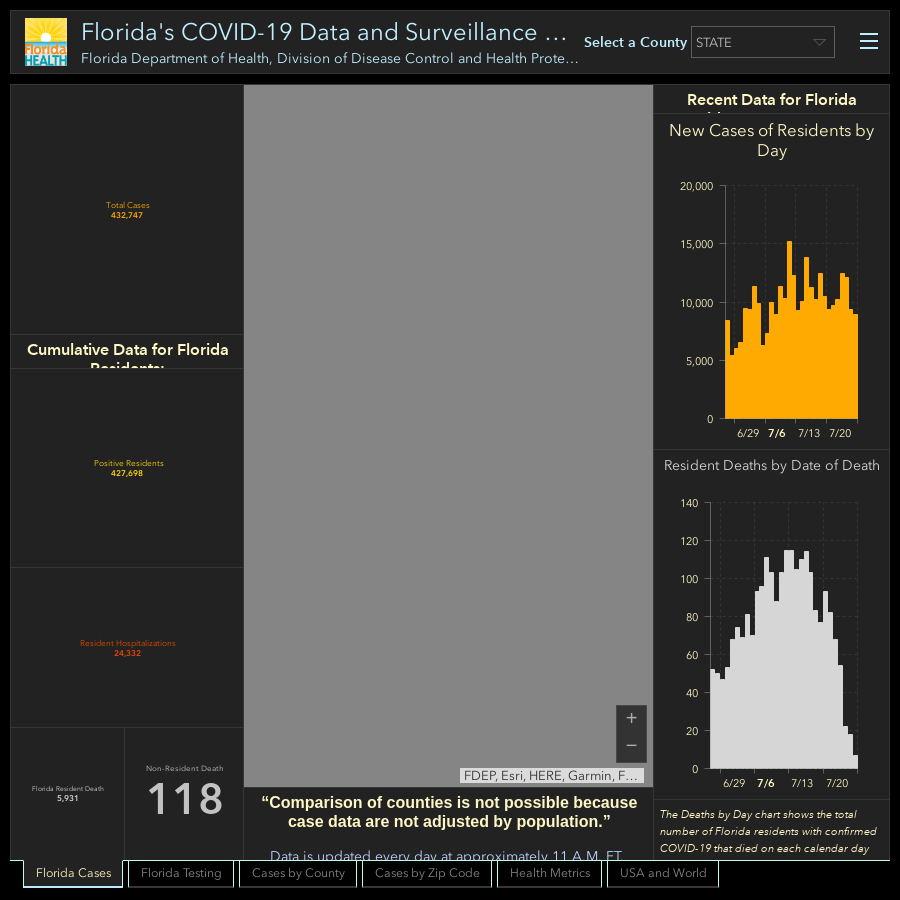 Florida
HEALTH
Florida's COVID-19 Data and Surveillance …
Florida Department of Health, Division of Disease Control and Health Prote…
Select a County
STATE
Total Cases
432,747
Cumulative Data for Florida
Residents:
Positive Residents
427,698
Resident Hospitalizations
24,332
Florida Resident Death
5,931
Non-Resident Death
118
+
−
FDEP, Esri, HERE, Garmin, F…
“Comparison of counties is not possible because
case data are not adjusted by population.”
Data is updated every day at approximately 11 A.M. ET.
Recent Data for Florida
New Cases of Residents by
Day
20,000
15,000
10,000
5,000
0
6/29 7/6 7/13 7/20
Resident Deaths by Date of Death
140
120
100
80
60
40
20
0
6/29 7/6 7/13 7/20
The Deaths by Day chart shows the total
number of Florida residents with confirmed
COVID-19 that died on each calendar day
Florida Cases
Florida Testing
Cases by County
Cases by Zip Code
Health Metrics
USA and World